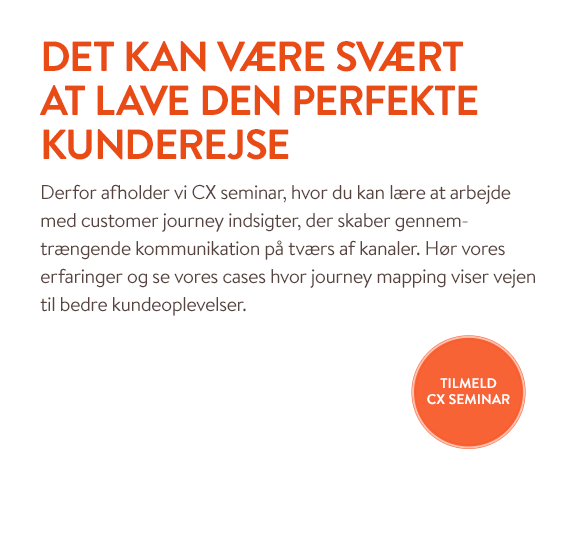 DET KAN VÆRE SVÆRT
AT LAVE DEN PERFEKTE
KUNDEREJSE
Derfor afholder vi CX seminar, hvor du kan lære at arbejde
med customer journey indsigter, der skaber gennem-
trængende kommunikation på tværs af kanaler. Hør vores
erfaringer og se vores cases hvor journey mapping viser vejen
til bedre kundeoplevelser.
TILMELD
CX SEMINAR